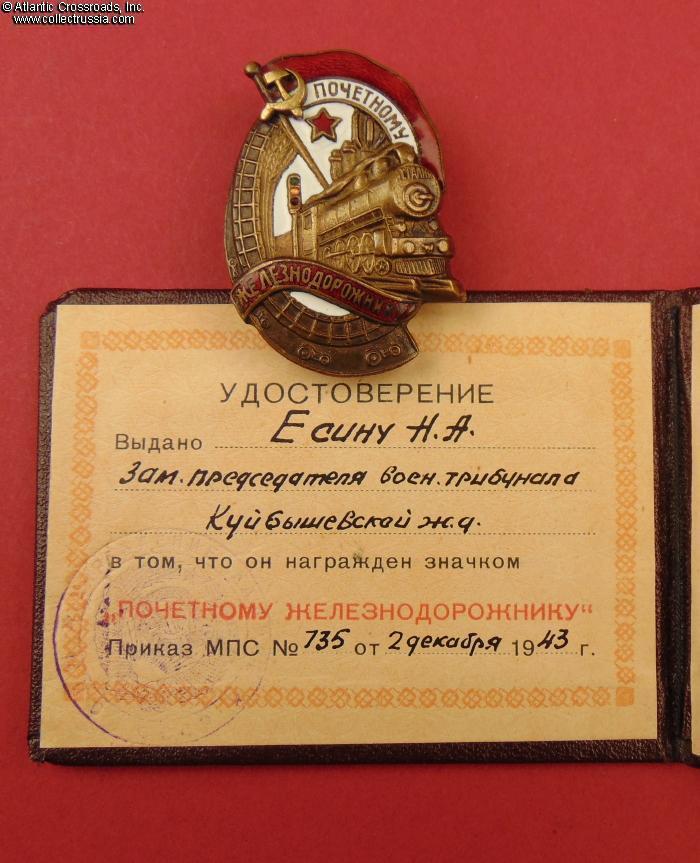 © Atlantic Crossroads, Inc.
www.collectrussia.com
ПОЧЕТНОМУ
СТАЛИН
ЖЕЛЕЗНОДОРОЖНИКУ
УДОСТОВЕРЕНИЕ
Выдано Есину Н.А.
Зам. председателя воен. трибунала
Куйбышевской ж.д.
в том, что он награжден значком
„ПОЧЕТНОМУ ЖЕЛЕЗНОДОРОЖНИКУ“
Приказ МПС № 735 от 2 декабря 1943 г.